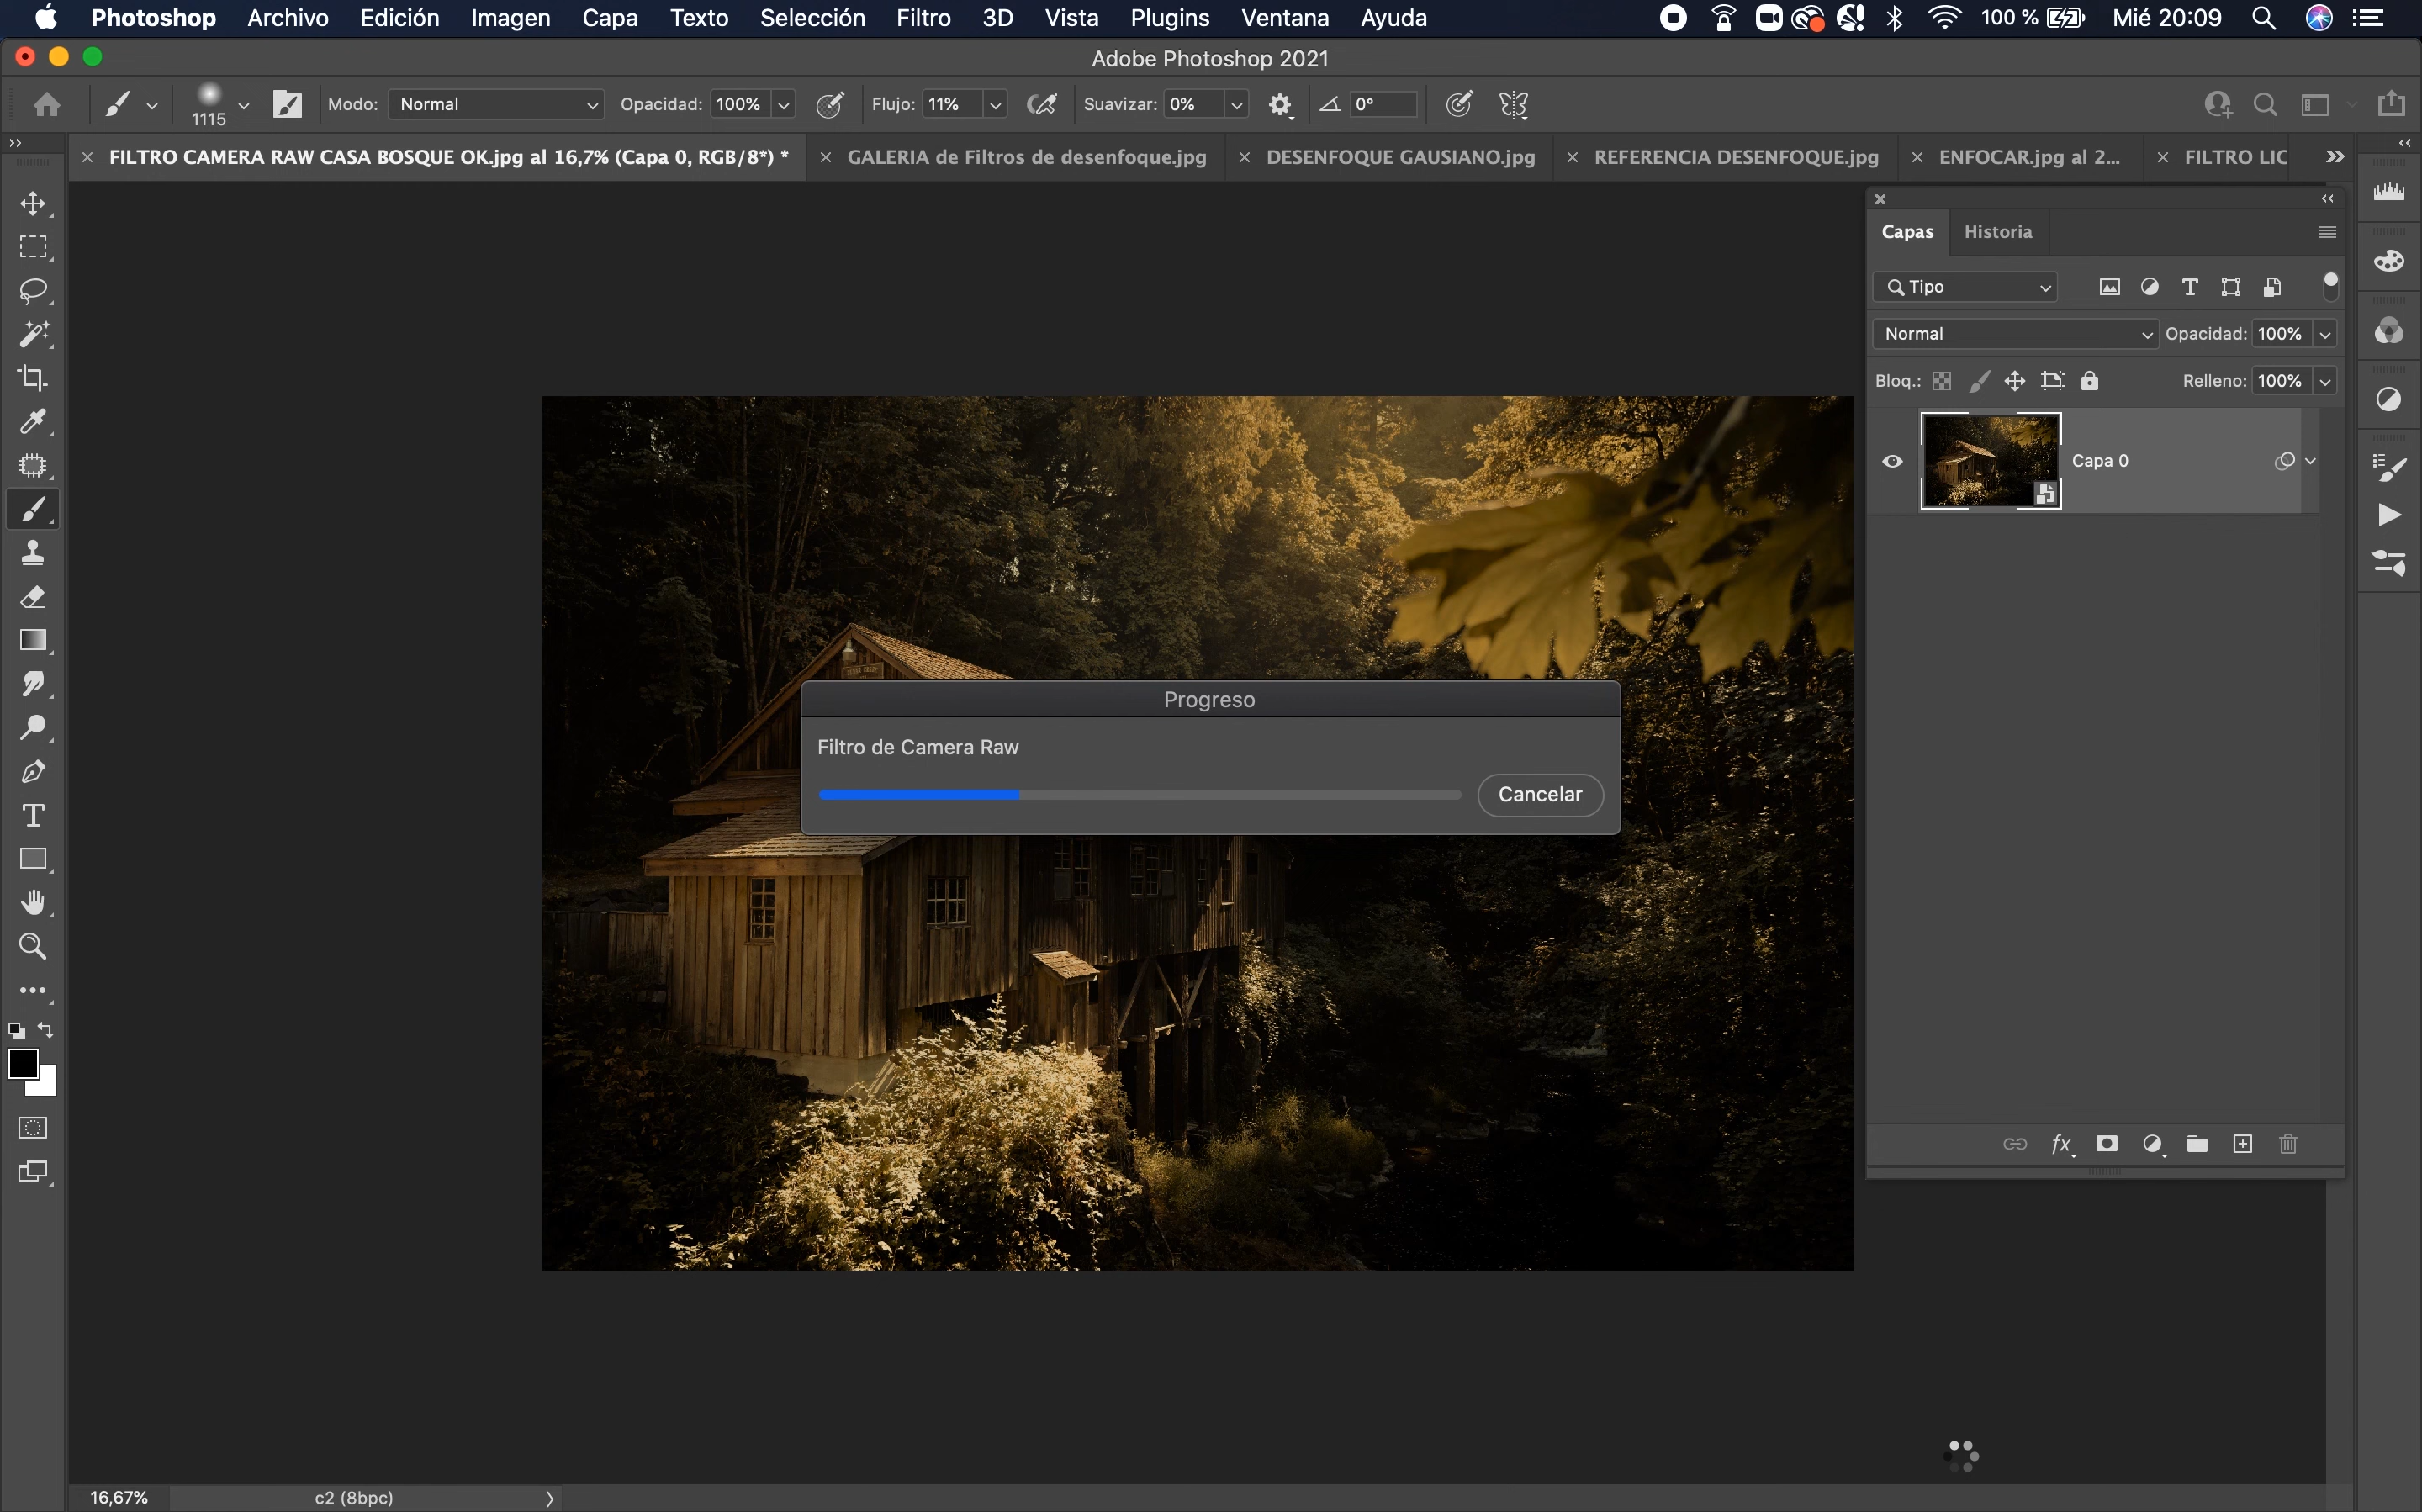 Photoshop Archivo Edición Imagen Capa Texto Selección Filtro 3D Vista Plugins Ventana Ayuda 100 % Mié 20:09
Adobe Photoshop 2021
1115 Modo: Normal Opacidad: 100% Flujo: 11% Suavizar: 0% 0°
FILTRO CAMERA RAW CASA BOSQUE OK.jpg al 16,7% (Capa 0, RGB/8*) * GALERIA de Filtros de desenfoque.jpg DESENFOQUE GAUSIANO.jpg REFERENCIA DESENFOQUE.jpg ENFOCAR.jpg al 2... FILTRO LIC
Capas Historia
Tipo
Normal Opacidad: 100%
Bloq.: Relleno: 100%
Capa 0
Progreso
Filtro de Camera Raw
Cancelar
fx
16,67% c2 (8bpc)